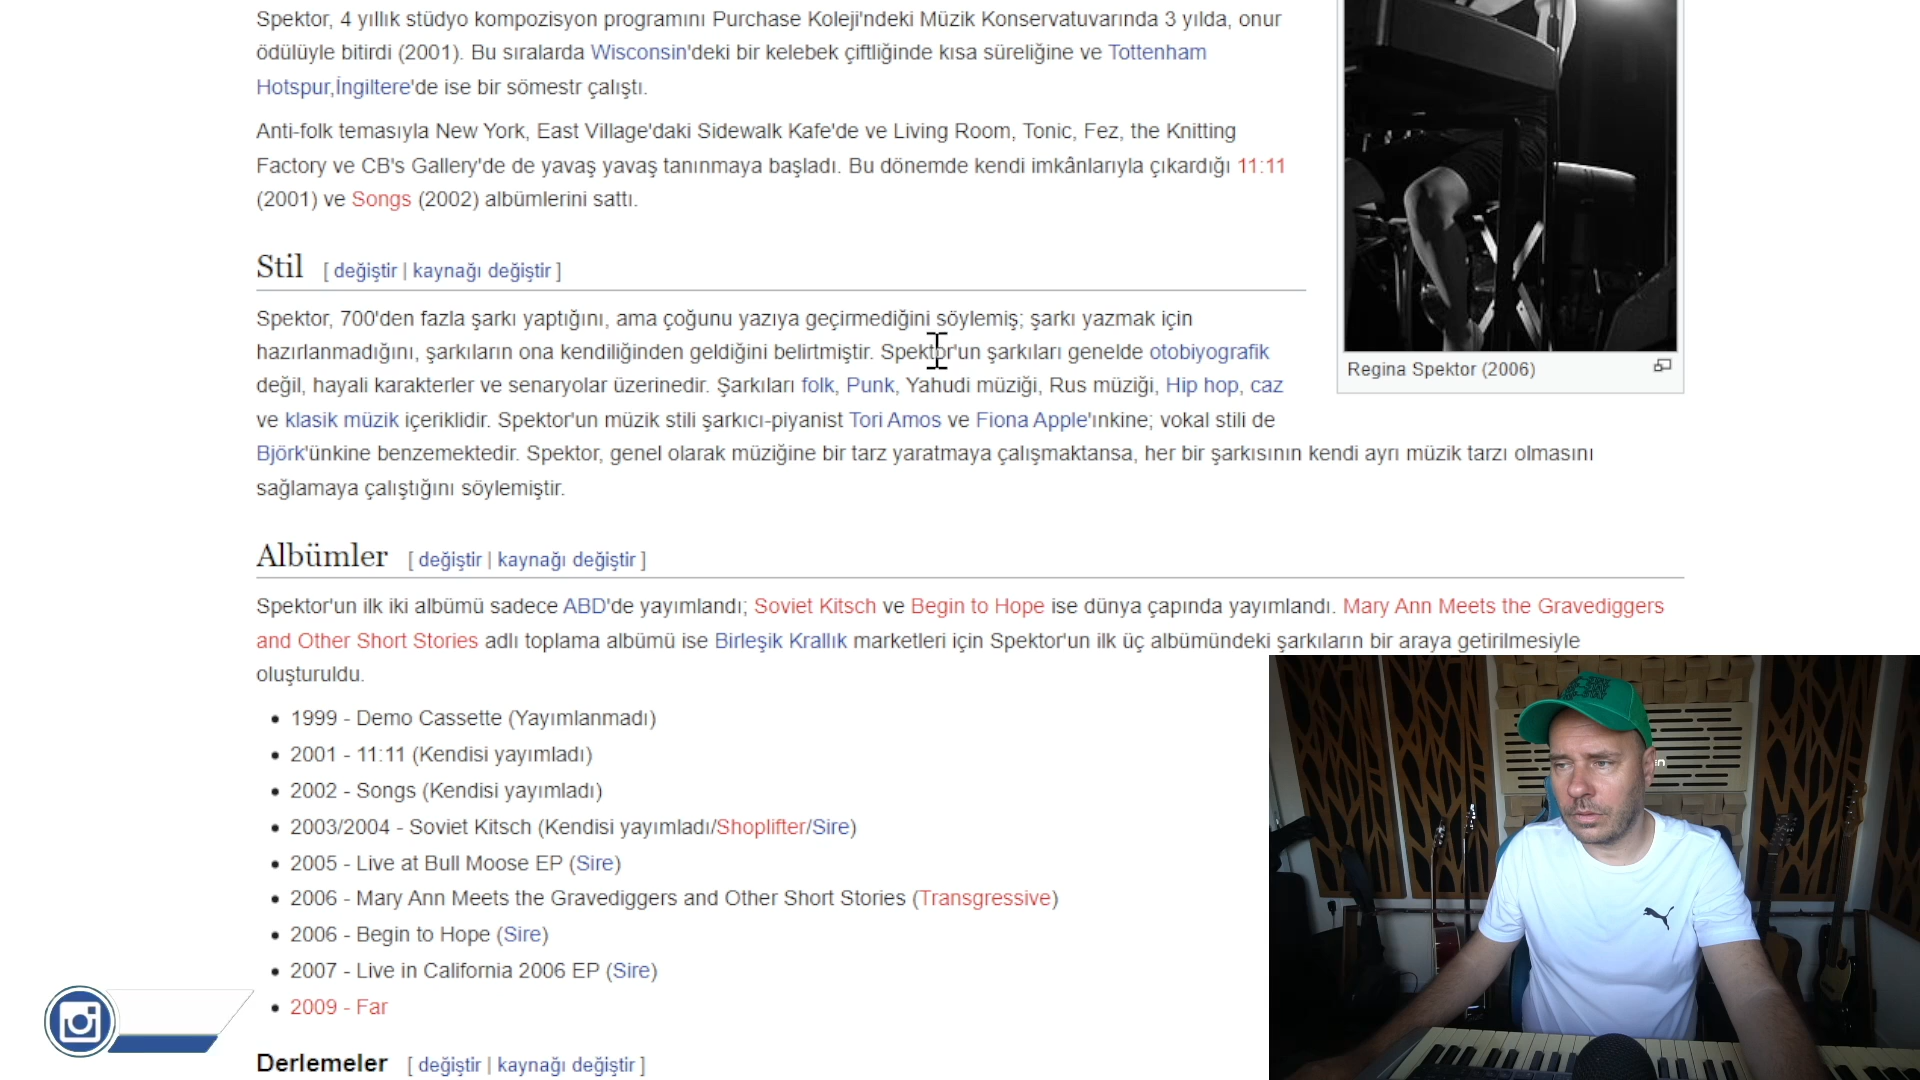 Spektor, 4 yıllık stüdyo kompozisyon programını Purchase Koleji'ndeki Müzik Konservatuvarında 3 yılda, onur
ödülüyle bitirdi (2001). Bu sıralarda Wisconsin'deki bir kelebek çiftliğinde kısa süreliğine ve Tottenham
Hotspur,İngiltere'de ise bir sömestr çalıştı.
Anti-folk temasıyla New York, East Village'daki Sidewalk Kafe'de ve Living Room, Tonic, Fez, the Knitting
Factory ve CB's Gallery'de de yavaş yavaş tanınmaya başladı. Bu dönemde kendi imkânlarıyla çıkardığı 11:11
(2001) ve Songs (2002) albümlerini sattı.
Stil [ değiştir | kaynağı değiştir ]
Spektor, 700'den fazla şarkı yaptığını, ama çoğunu yazıya geçirmediğini söylemiş; şarkı yazmak için
hazırlanmadığını, şarkıların ona kendiliğinden geldiğini belirtmiştir. Spektor'un şarkıları genelde otobiyografik
değil, hayali karakterler ve senaryolar üzerinedir. Şarkıları folk, Punk, Yahudi müziği, Rus müziği, Hip hop, caz
ve klasik müzik içeriklidir. Spektor'un müzik stili şarkıcı-piyanist Tori Amos ve Fiona Apple'ınkine; vokal stili de
Björk'ünkine benzemektedir. Spektor, genel olarak müziğine bir tarz yaratmaya çalışmaktansa, her bir şarkısının kendi ayrı müzik tarzı olmasını
sağlamaya çalıştığını söylemiştir.
Regina Spektor (2006)
Albümler [ değiştir | kaynağı değiştir ]
Spektor'un ilk iki albümü sadece ABD'de yayımlandı; Soviet Kitsch ve Begin to Hope ise dünya çapında yayımlandı. Mary Ann Meets the Gravediggers
and Other Short Stories adlı toplama albümü ise Birleşik Krallık marketleri için Spektor'un ilk üç albümündeki şarkıların bir araya getirilmesiyle
oluşturuldu.
• 1999 - Demo Cassette (Yayımlanmadı)
• 2001 - 11:11 (Kendisi yayımladı)
• 2002 - Songs (Kendisi yayımladı)
• 2003/2004 - Soviet Kitsch (Kendisi yayımladı/Shoplifter/Sire)
• 2005 - Live at Bull Moose EP (Sire)
• 2006 - Mary Ann Meets the Gravediggers and Other Short Stories (Transgressive)
• 2006 - Begin to Hope (Sire)
• 2007 - Live in California 2006 EP (Sire)
• 2009 - Far
Derlemeler [ değiştir | kaynağı değiştir ]